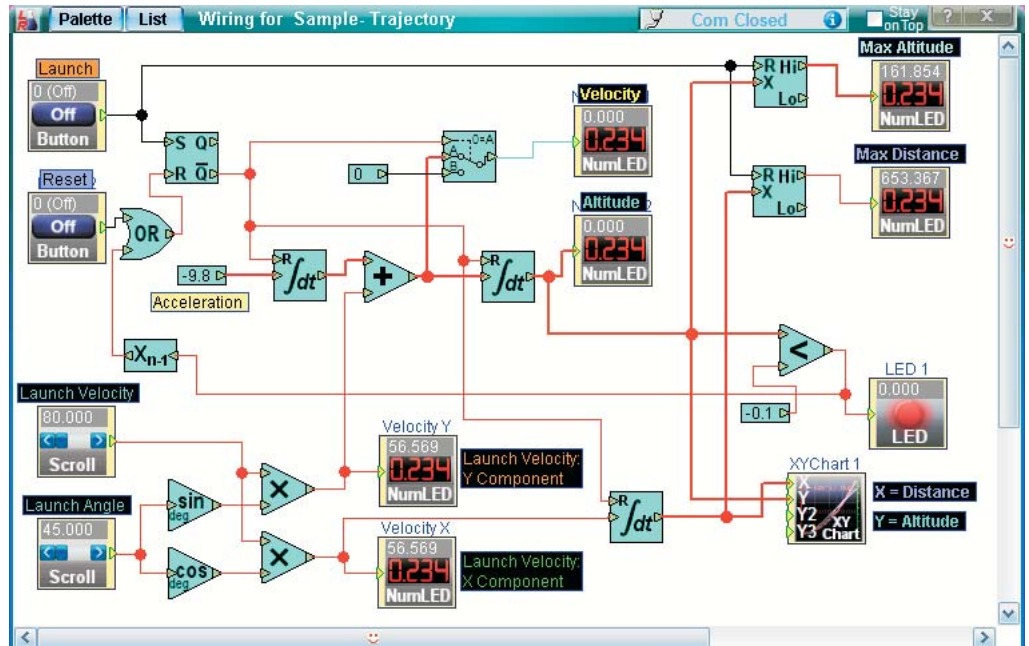 Palette List Wiring for Sample- Trajectory Com Closed Stay on Top ? X
Launch
0 (Off)
Off
Button
Reset
0 (Off)
Off
Button
S Q
R Q̅
OR
0
0=A
A
B
Velocity
0.000
0.234
NumLED
Altitude
0.000
0.234
NumLED
R Hi
X
Lo
Max Altitude
161.854
0.234
NumLED
R Hi
X
Lo
Max Distance
653.367
0.234
NumLED
-9.8
Acceleration
R
∫dt
+
R
∫dt
Xn-1
<
-0.1
LED 1
0.000
LED
Launch Velocity
80.000
Scroll
Launch Angle
45.000
Scroll
sin
deg
cos
deg
X
X
Velocity Y
56.569
0.234
NumLED
Launch Velocity:
Y Component
Velocity X
56.569
0.234
NumLED
Launch Velocity:
X Component
R
∫dt
XYChart 1
X
Y
Y2
Y3
XY
Chart
X = Distance
Y = Altitude